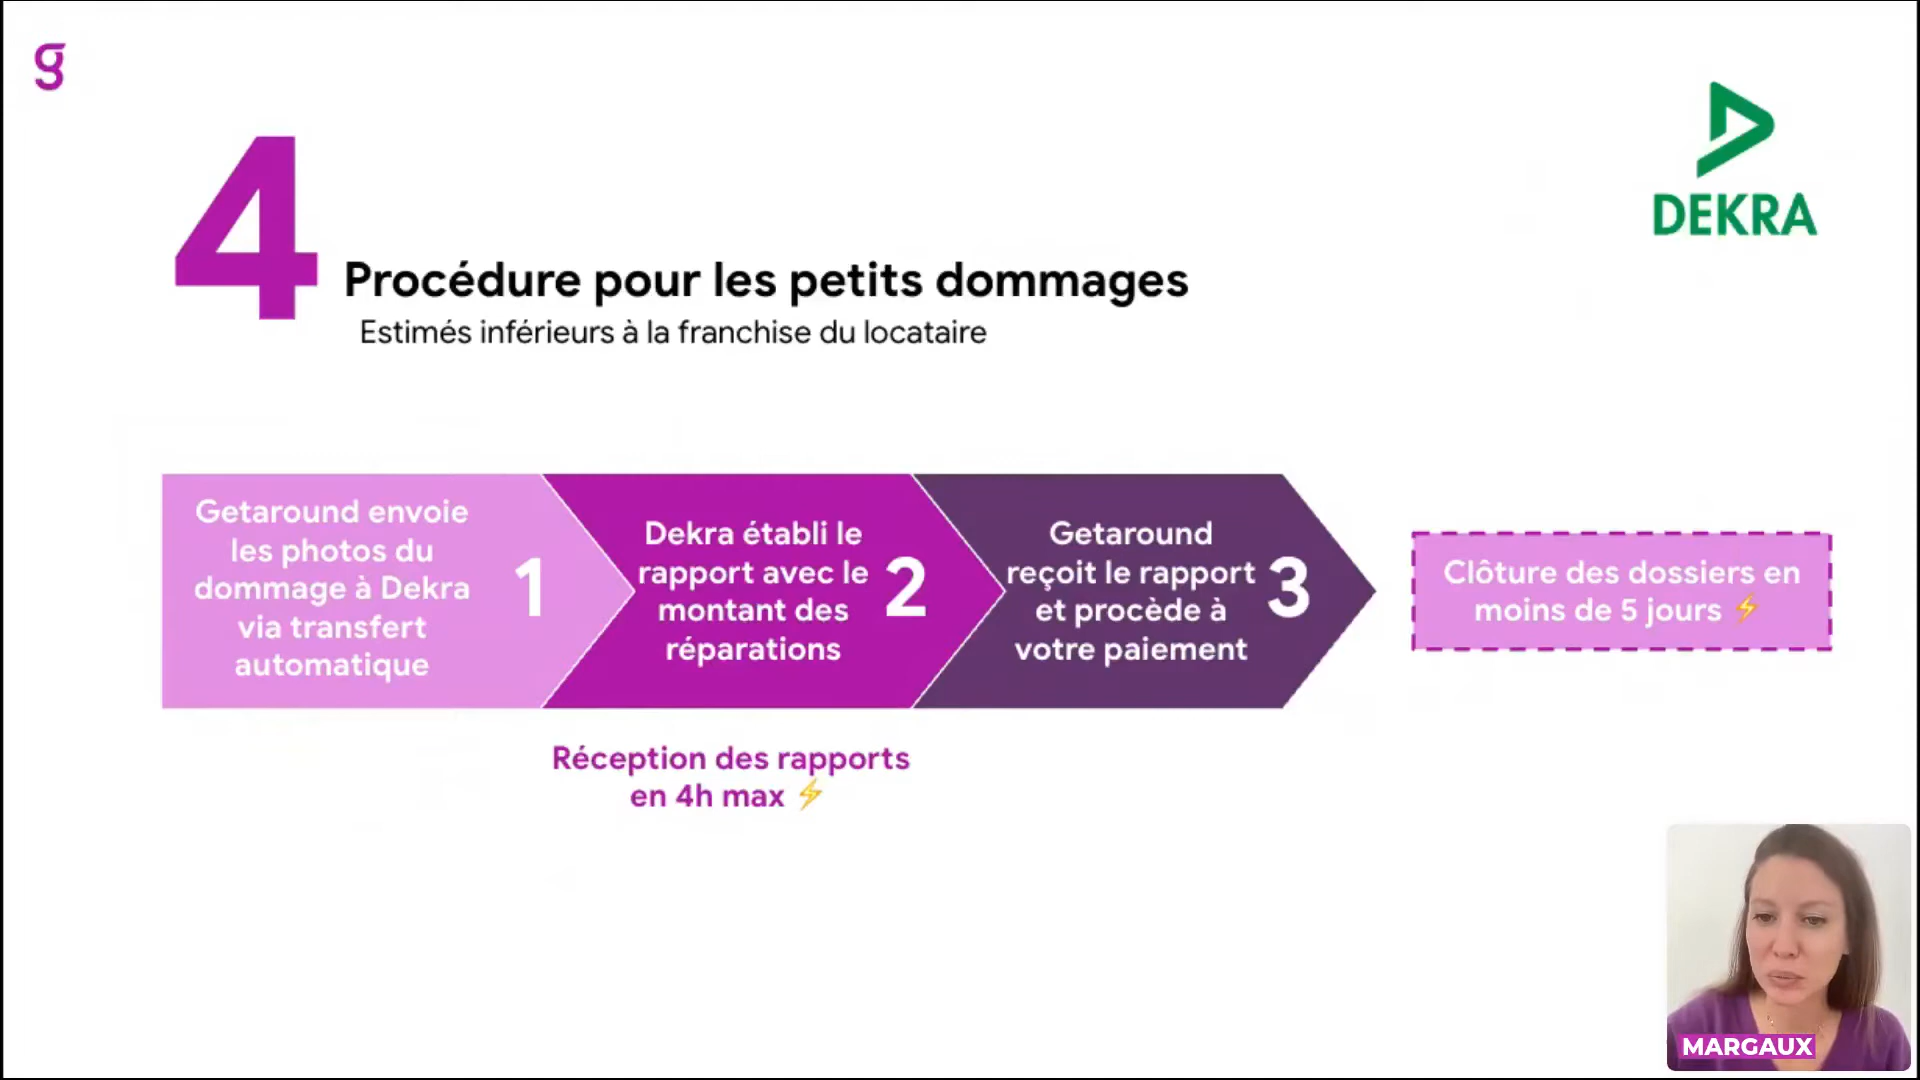 g
DEKRA
4
Procédure pour les petits dommages
Estimés inférieurs à la franchise du locataire
Getaround envoie
les photos du
dommage à Dekra
via transfert
automatique
1
Dekra établi le
rapport avec le
montant des
réparations
2
Getaround
reçoit le rapport
et procède à
votre paiement
3
Clôture des dossiers en
moins de 5 jours ⚡
Réception des rapports
en 4h max ⚡
MARGAUX